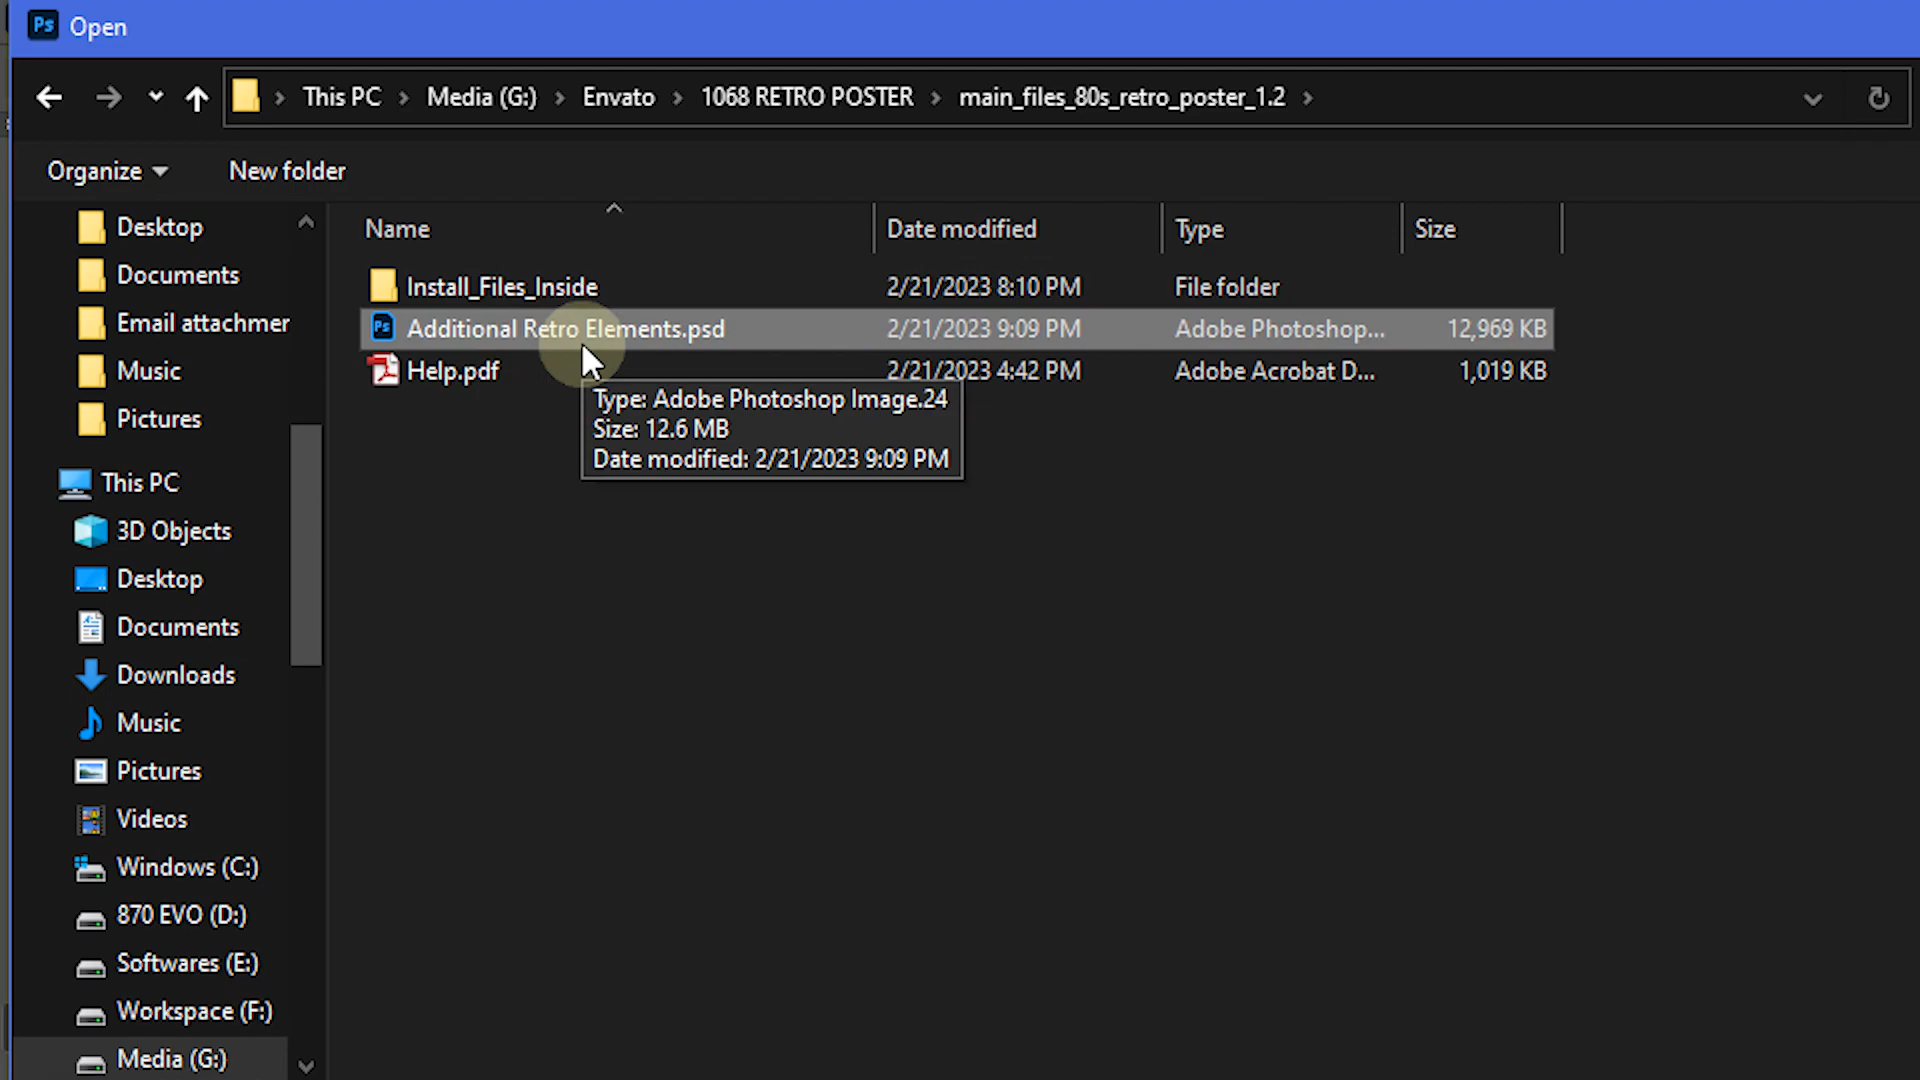 Ps Open
This PC > Media (G:) > Envato > 1068 RETRO POSTER > main_files_80s_retro_poster_1.2 >
Organize New folder
Name Date modified Type Size
Install_Files_Inside 2/21/2023 8:10 PM File folder
Ps Additional Retro Elements.psd 2/21/2023 9:09 PM Adobe Photoshop... 12,969 KB
Help.pdf 2/21/2023 4:42 PM Adobe Acrobat D... 1,019 KB
Type: Adobe Photoshop Image.24
Size: 12.6 MB
Date modified: 2/21/2023 9:09 PM
Desktop
Documents
Email attachmer
Music
Pictures
This PC
3D Objects
Desktop
Documents
Downloads
Music
Pictures
Videos
Windows (C:)
870 EVO (D:)
Softwares (E:)
Workspace (F:)
Media (G:)